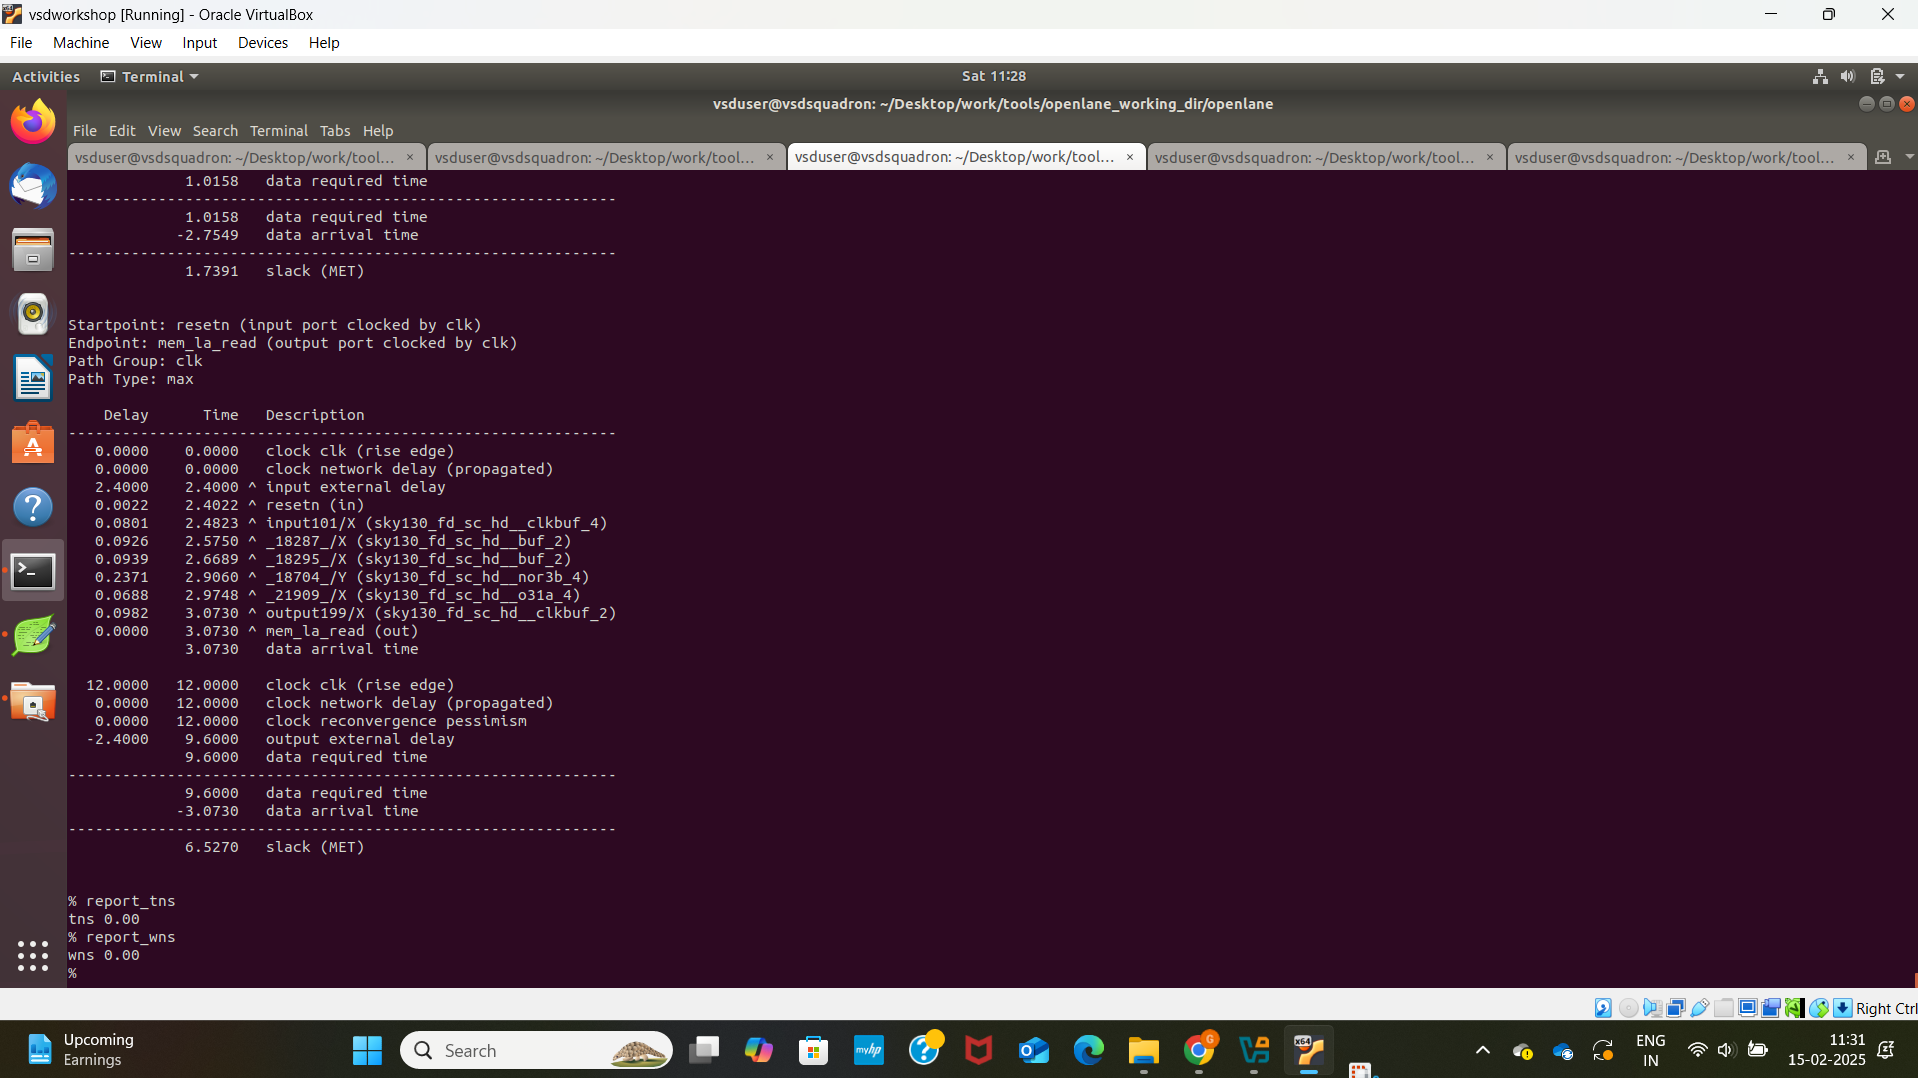 vsdworkshop [Running] - Oracle VirtualBox
File Machine View Input Devices Help
Activities Terminal Sat 11:28
vsduser@vsdsquadron: ~/Desktop/work/tools/openlane_working_dir/openlane
File Edit View Search Terminal Tabs Help
vsduser@vsdsquadron: ~/Desktop/work/tool... × vsduser@vsdsquadron: ~/Desktop/work/tool... × vsduser@vsdsquadron: ~/Desktop/work/tool... × vsduser@vsdsquadron: ~/Desktop/work/tool... × vsduser@vsdsquadron: ~/Desktop/work/tool... ×
1.0158 data required time
-------------------------------------------------------------
1.0158 data required time
-2.7549 data arrival time
-------------------------------------------------------------
1.7391 slack (MET)
Startpoint: resetn (input port clocked by clk)
Endpoint: mem_la_read (output port clocked by clk)
Path Group: clk
Path Type: max
Delay Time Description
-------------------------------------------------------------
0.0000 0.0000 clock clk (rise edge)
0.0000 0.0000 clock network delay (propagated)
2.4000 2.4000 ^ input external delay
0.0022 2.4022 ^ resetn (in)
0.0801 2.4823 ^ input101/X (sky130_fd_sc_hd__clkbuf_4)
0.0926 2.5750 ^ _18287_/X (sky130_fd_sc_hd__buf_2)
0.0939 2.6689 ^ _18295_/X (sky130_fd_sc_hd__buf_2)
0.2371 2.9060 ^ _18704_/Y (sky130_fd_sc_hd__nor3b_4)
0.0688 2.9748 ^ _21909_/X (sky130_fd_sc_hd__o31a_4)
0.0982 3.0730 ^ output199/X (sky130_fd_sc_hd__clkbuf_2)
0.0000 3.0730 ^ mem_la_read (out)
3.0730 data arrival time
12.0000 12.0000 clock clk (rise edge)
0.0000 12.0000 clock network delay (propagated)
0.0000 12.0000 clock reconvergence pessimism
-2.4000 9.6000 output external delay
9.6000 data required time
-------------------------------------------------------------
9.6000 data required time
-3.0730 data arrival time
-------------------------------------------------------------
6.5270 slack (MET)
% report_tns
tns 0.00
% report_wns
wns 0.00
%
Right Ctrl
Upcoming
Earnings
Search
myhp
G
x64
ENG
IN
11:31
15-02-2025